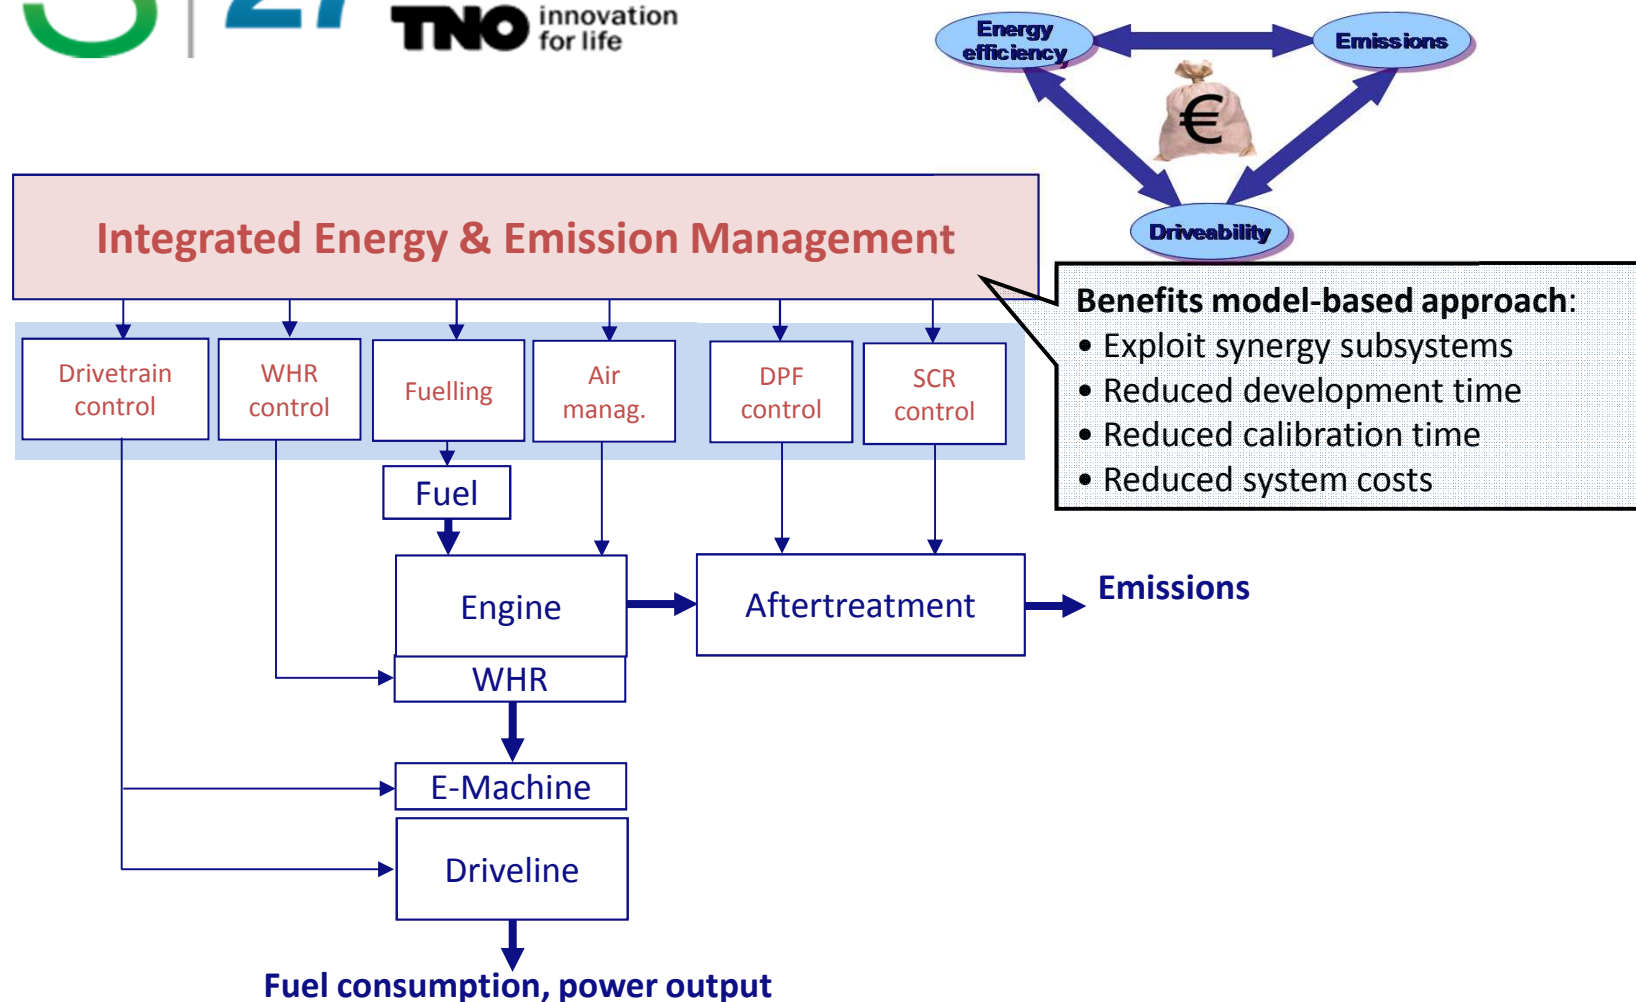 TNO innovation
for life
Energy
efficiency
Emissions
€
Driveability
Integrated Energy & Emission Management
Benefits model-based approach:
• Exploit synergy subsystems
• Reduced development time
• Reduced calibration time
• Reduced system costs
Drivetrain
control
WHR
control
Fuelling
Air
manag.
DPF
control
SCR
control
Fuel
Engine
Aftertreatment
Emissions
WHR
E-Machine
Driveline
Fuel consumption, power output